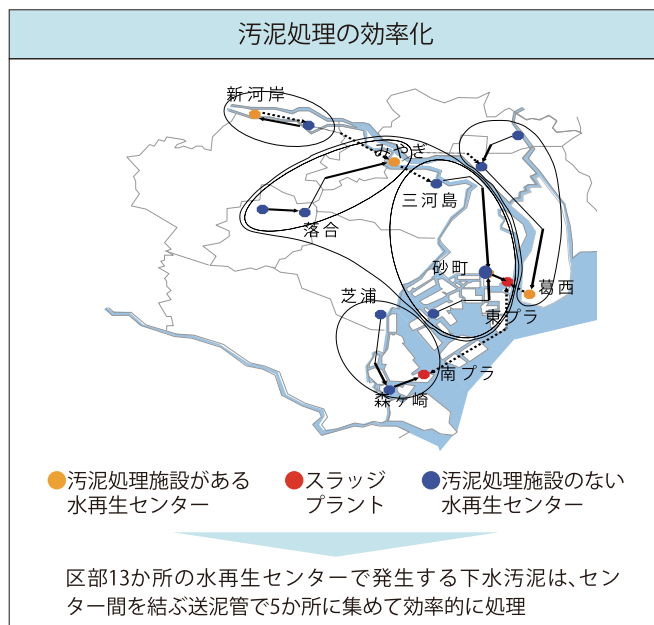 汚泥処理の効率化
新河岸
みやぎ
三河島
落合
砂町
葛西
芝浦
東プラ
南プラ
森ヶ崎
汚泥処理施設がある
水再生センター
スラッジ
プラント
汚泥処理施設のない
水再生センター
区部13か所の水再生センターで発生する下水汚泥は、セン
ター間を結ぶ送泥管で5か所に集めて効率的に処理